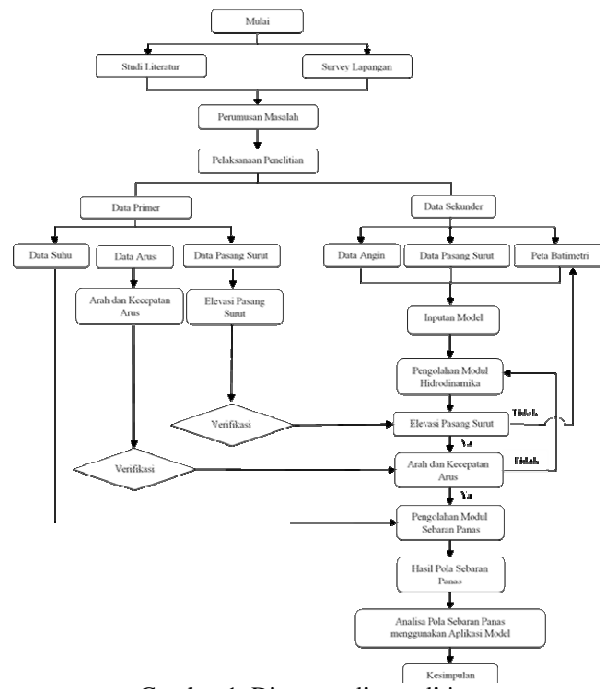 Mulai
Studi Literatur
Survey Lapangan
Perumusan Masalah
Pelaksanaan Penelitian
Data Primer
Data Sekunder
Data Suhu
Data Arus
Data Pasang Surut
Data Angin
Data Pasang Surut
Peta Batimetri
Arah dan Kecepatan
Arus
Elevasi Pasang
Surut
Inputan Model
Pengolahan Modul
Hidrodinamika
Verifikasi
Elevasi Pasang Surut
Tidak
Ya
Verifikasi
Arah dan Kecepatan
Arus
Tidak
Ya
Pengolahan Modul
Sebaran Panas
Hasil Pola Sebaran
Panas
Analisa Pola Sebaran Panas
menggunakan Aplikasi Model
Kesimpulan